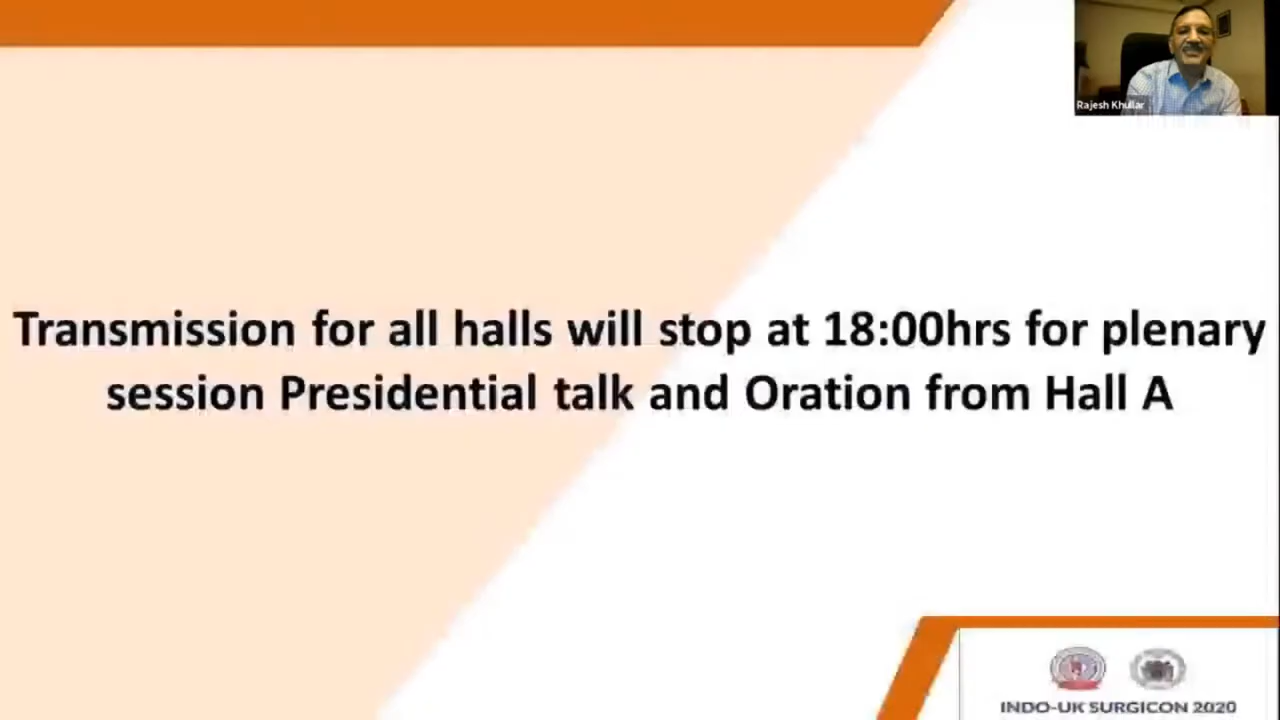 Rajesh Khullar
Transmission for all halls will stop at 18:00hrs for plenary
session Presidential talk and Oration from Hall A
INDO-UK SURGICON 2020